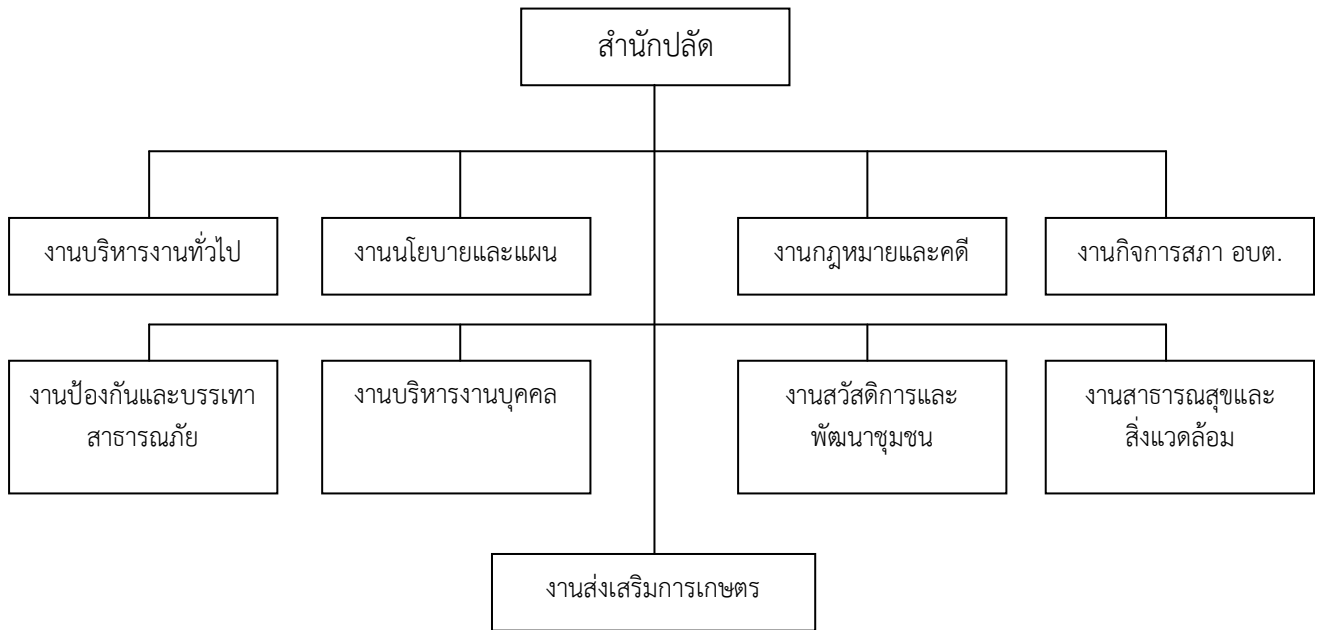 สำนักปลัด
งานบริหารงานทั่วไป
งานนโยบายและแผน
งานกฎหมายและคดี
งานกิจการสภา อบต.
งานป้องกันและบรรเทา
สาธารณภัย
งานบริหารงานบุคคล
งานสวัสดิการและ
พัฒนาชุมชน
งานสาธารณสุขและ
สิ่งแวดล้อม
งานส่งเสริมการเกษตร